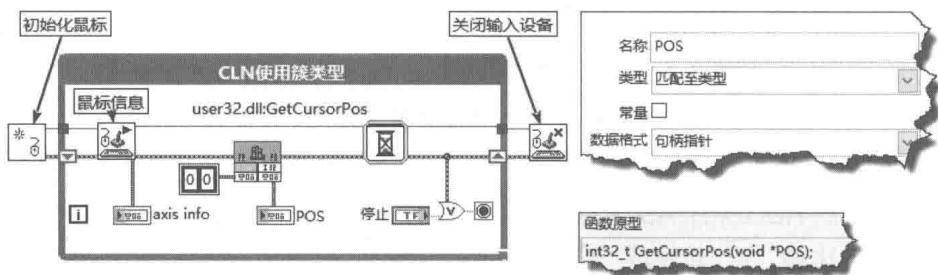 初始化鼠标
关闭输入设备
CLN使用簇类型
鼠标信息
user32.dll:GetCursorPos
0 0
i
axis info
POS
停止
TF
V
名称 POS
类型 匹配至类型
常量
数据格式 句柄指针
函数原型
int32_t GetCursorPos(void *POS);